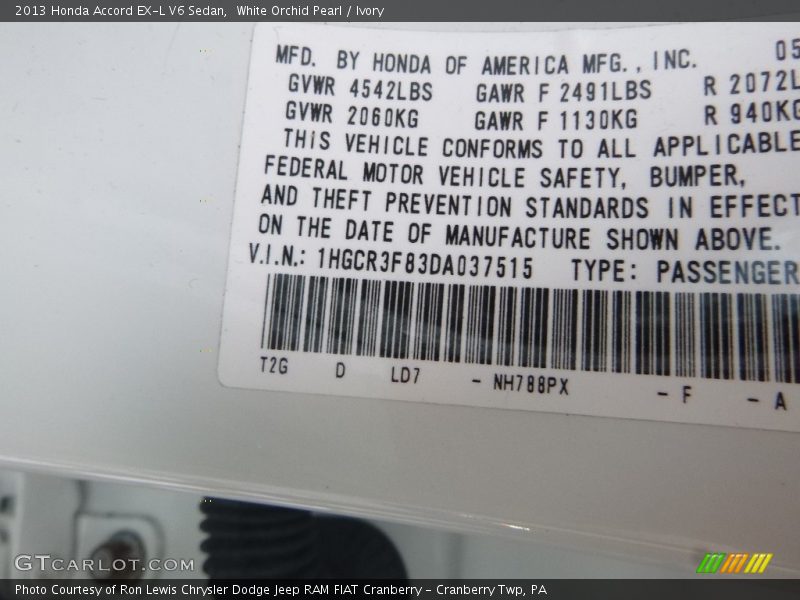 2013 Honda Accord EX-L V6 Sedan,  White Orchid Pearl / Ivory
MFD. BY HONDA OF AMERICA MFG., INC. 05
GVWR 4542LBS GAWR F 2491LBS R 2072L
GVWR 2060KG GAWR F 1130KG R 940KG
THIS VEHICLE CONFORMS TO ALL APPLICABLE
FEDERAL MOTOR VEHICLE SAFETY, BUMPER,
AND THEFT PREVENTION STANDARDS IN EFFECT
ON THE DATE OF MANUFACTURE SHOWN ABOVE.
V.I.N.: 1HGCR3F83DA037515 TYPE: PASSENGER
T2G D LD7 - NH788PX - F - A
GTCARLOT.COM
Photo Courtesy of Ron Lewis Chrysler Dodge Jeep RAM FIAT Cranberry - Cranberry Twp, PA